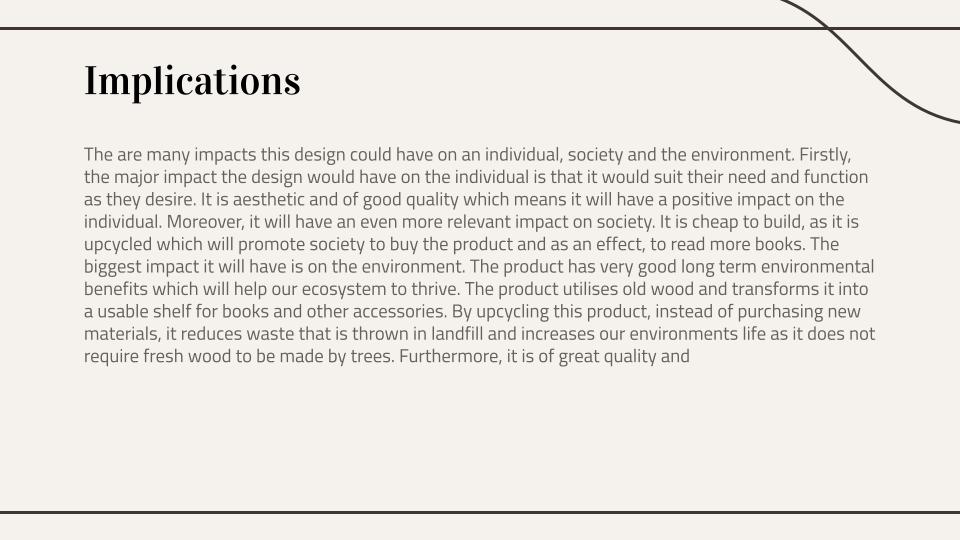 Implications
The are many impacts this design could have on an individual, society and the environment. Firstly,
the major impact the design would have on the individual is that it would suit their need and function
as they desire. It is aesthetic and of good quality which means it will have a positive impact on the
individual. Moreover, it will have an even more relevant impact on society. It is cheap to build, as it is
upcycled which will promote society to buy the product and as an effect, to read more books. The
biggest impact it will have is on the environment. The product has very good long term environmental
benefits which will help our ecosystem to thrive. The product utilises old wood and transforms it into
a usable shelf for books and other accessories. By upcycling this product, instead of purchasing new
materials, it reduces waste that is thrown in landfill and increases our environments life as it does not
require fresh wood to be made by trees. Furthermore, it is of great quality and